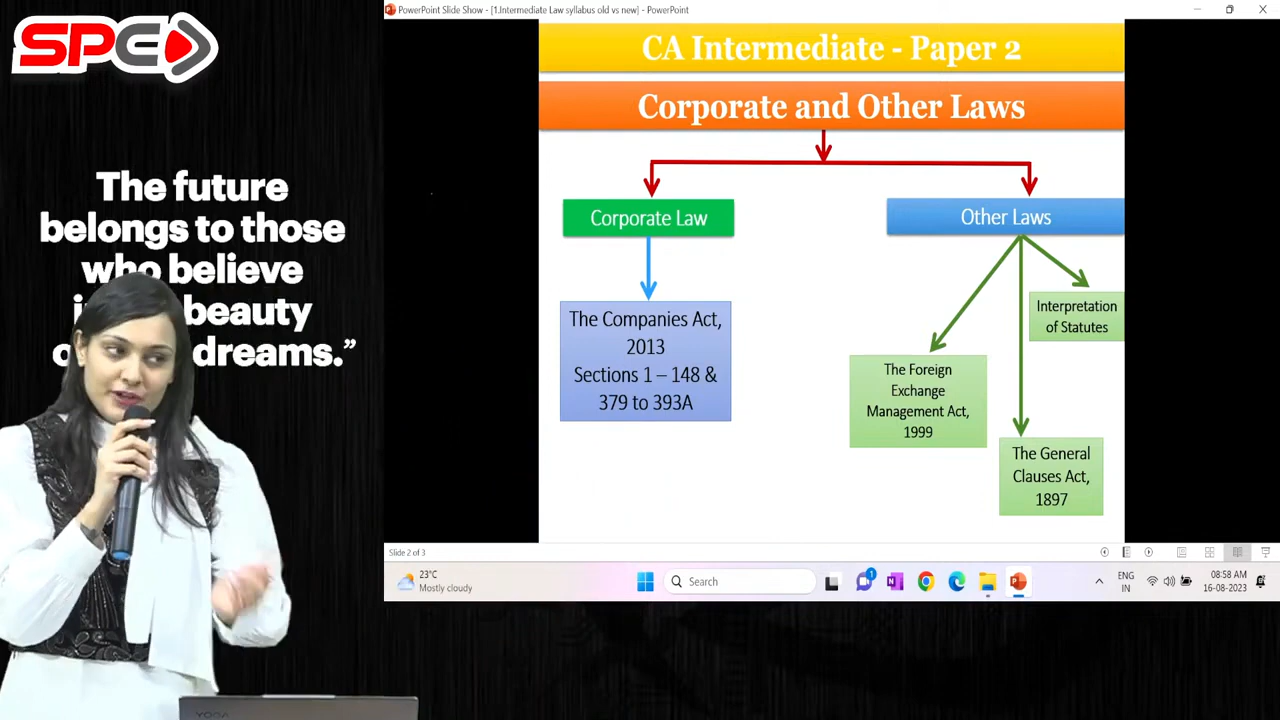 SPC
PowerPoint Slide Show - [1.Intermediate Law syllabus old vs new] - PowerPoint
The future
belongs to those
who believe
beauty
dreams.”
CA Intermediate - Paper 2
Corporate and Other Laws
Corporate Law
The Companies Act,
2013
Sections 1 – 148 &
379 to 393A
Other Laws
Interpretation
of Statutes
The Foreign
Exchange
Management Act,
1999
The General
Clauses Act,
1897
Slide 2 of 3
23°C
Mostly cloudy
Search
1
ENG
IN
08:58 AM
16-08-2023
YOGA